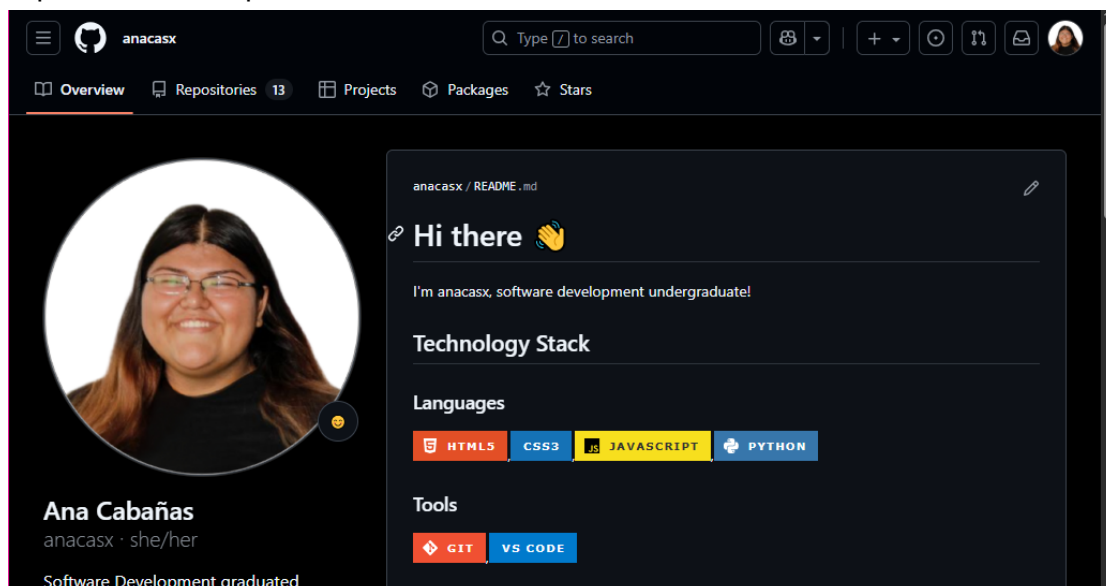 anacasx
Type / to search
Overview
Repositories 13
Projects
Packages
Stars
anacasx / README.md
Hi there 👋
I'm anacasx, software development undergraduate!
Technology Stack
Languages
HTML5 , CSS3 , JS JAVASCRIPT , PYTHON
Tools
GIT , VS CODE
Ana Cabañas
anacasx · she/her
Software Development graduated